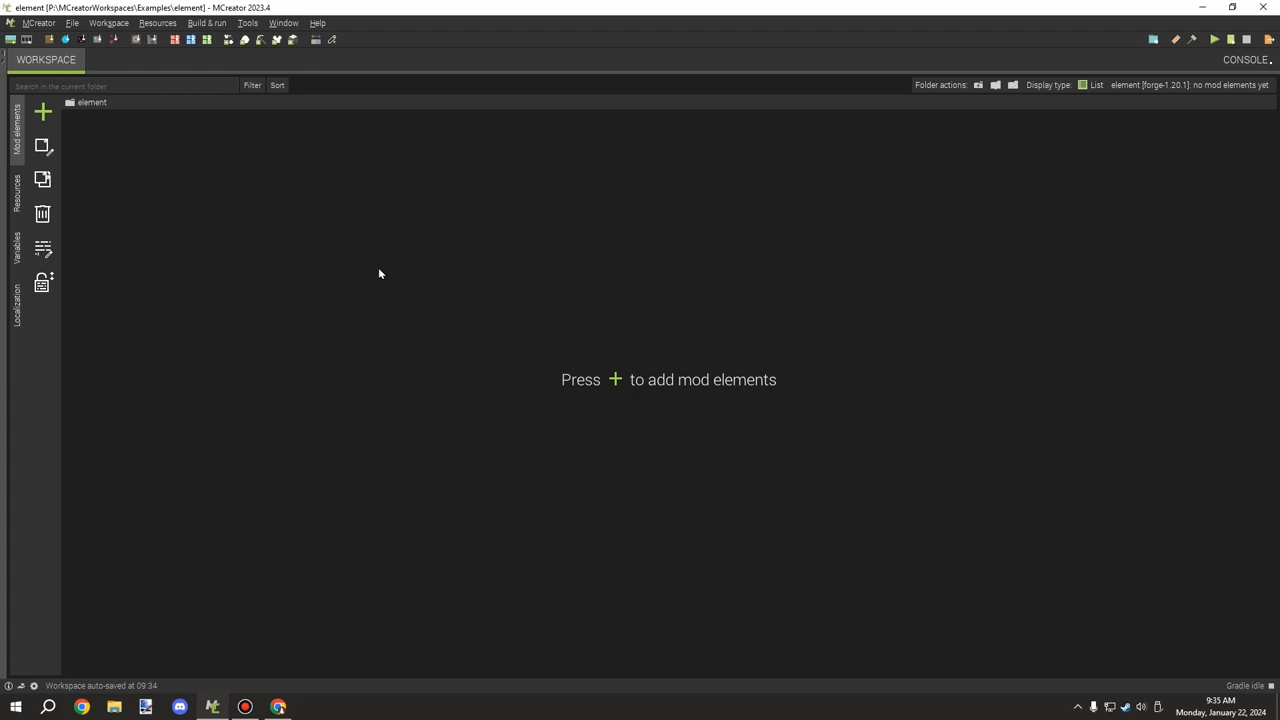 element [P:\MCreatorWorkspaces\Examples\element] - MCreator 2023.4
MCreator File Workspace Resources Build & run Tools Window Help
WORKSPACE
CONSOLE
Search in the current folder
Filter
Sort
Folder actions:
Display type:
List
element [forge-1.20.1]: no mod elements yet
element
Mod elements
Resources
Variables
Localization
Press + to add mod elements
Workspace auto-saved at 09:34
Gradle idle
9:35 AM
Monday, January 22, 2024